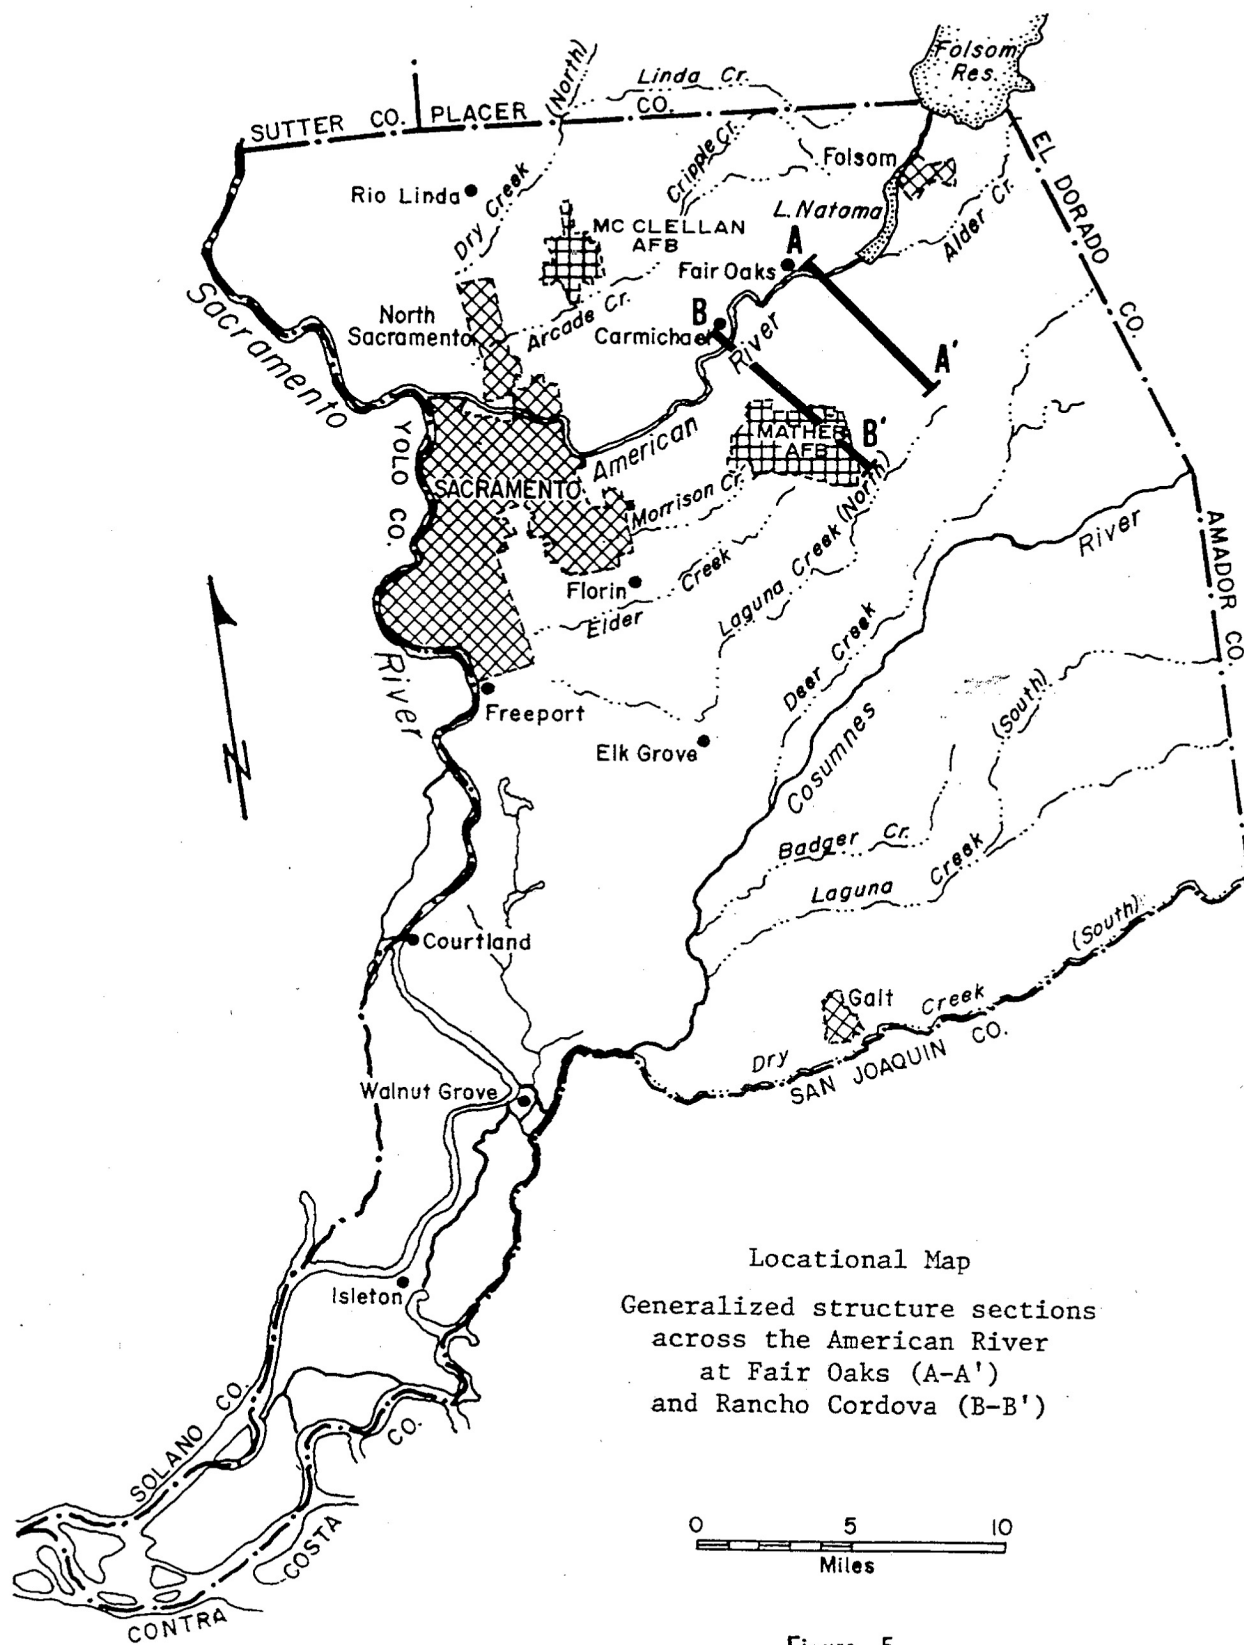 Folsom
Res.
Linda Cr.
(North)
SUTTER CO.
PLACER CO.
Cripple Cr.
Folsom
EL DORADO CO.
Rio Linda
Dry Creek
L. Natoma
Alder Cr.
MC CLELLAN
AFB
A
Fair Oaks
Sacramento
North
Sacramento
Arcade Cr.
B
Carmichael
River
A'
YOLO CO.
American
MATHER
AFB
B'
SACRAMENTO
Morrison Cr.
(North)
River
AMADOR CO.
Florin
Creek
Laguna Creek
Elder
Deer Creek
River
N
Freeport
(South)
Elk Grove
Cosumnes
Badger Cr.
Laguna Creek
Courtland
(South)
Galt
Creek
Dry
SAN JOAQUIN CO.
Walnut Grove
Isleton
Locational Map
Generalized structure sections
across the American River
at Fair Oaks (A-A')
and Rancho Cordova (B-B')
SOLANO CO.
CO.
COSTA
CONTRA
0 5 10
Miles
Figure 5